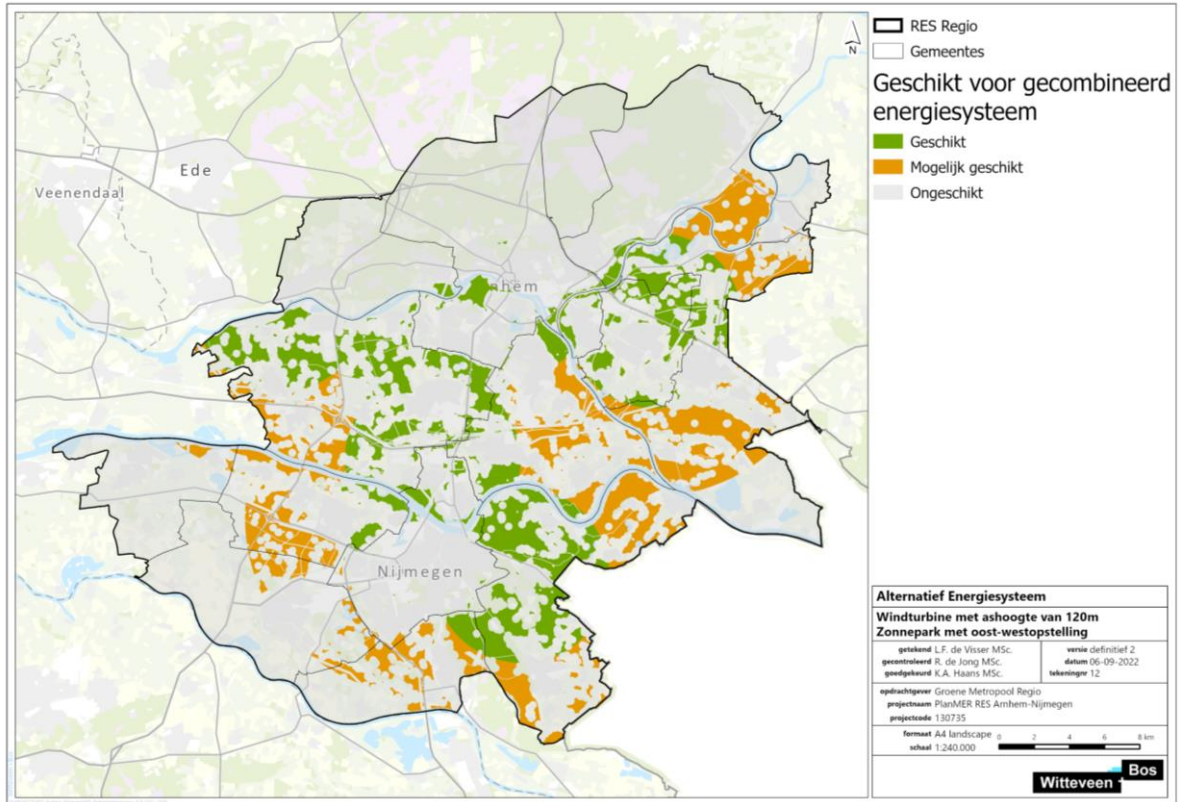 RES Regio
Gemeentes
Geschikt voor gecombineerd
energiesysteem
Geschikt
Mogelijk geschikt
Ongeschikt
N
Ede
Veenendaal
nhem
Nijmegen
Alternatief Energiesysteem
Windturbine met ashoogte van 120m
Zonnepark met oost-westopstelling
getekend L.F. de Visser MSc. versie definitief 2
gecontroleerd R. de Jong MSc. datum 06-09-2022
goedgekeurd K.A. Haans MSc. tekeningnr 12
opdrachtgever Groene Metropool Regio
projectnaam PlanMER RES Arnhem-Nijmegen
projectcode 130735
formaat A4 landscape
schaal 1:240.000
0 2 4 6 8 km
Witteveen + Bos